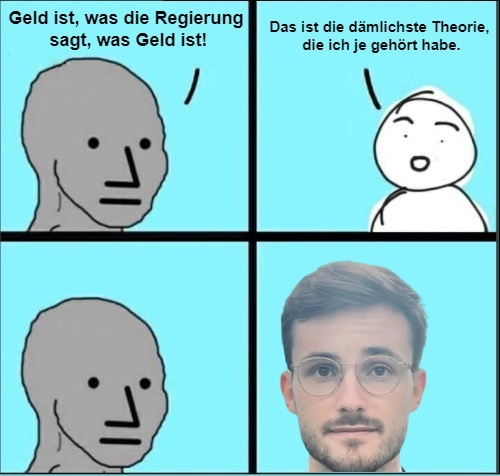 Geld ist, was die Regierung
sagt, was Geld ist!
Das ist die dämlichste Theorie,
die ich je gehört habe.